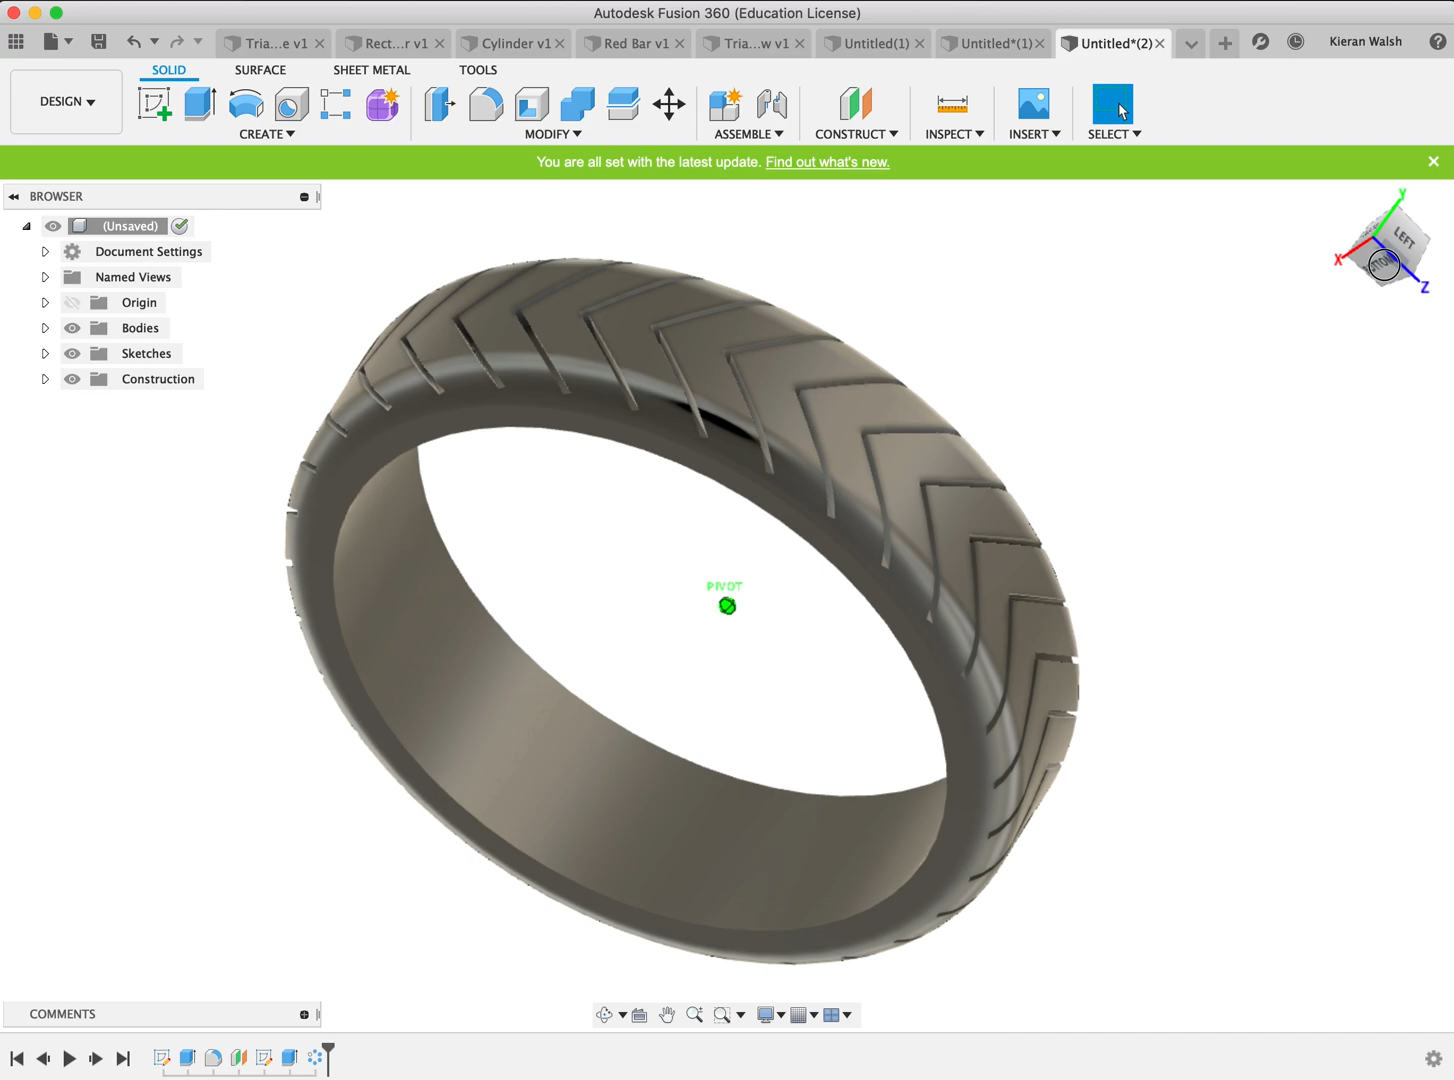 Autodesk Fusion 360 (Education License)
Tria...e v1
Rect...r v1
Cylinder v1
Red Bar v1
Tria...w v1
Untitled(1)
Untitled*(1)
Untitled*(2)
Kieran Walsh
SOLID
SURFACE
SHEET METAL
TOOLS
DESIGN
CREATE
MODIFY
ASSEMBLE
CONSTRUCT
INSPECT
INSERT
SELECT
You are all set with the latest update. Find out what's new.
BROWSER
(Unsaved)
Document Settings
Named Views
Origin
Bodies
Sketches
Construction
Y
LEFT
X
Z
PIVOT
COMMENTS